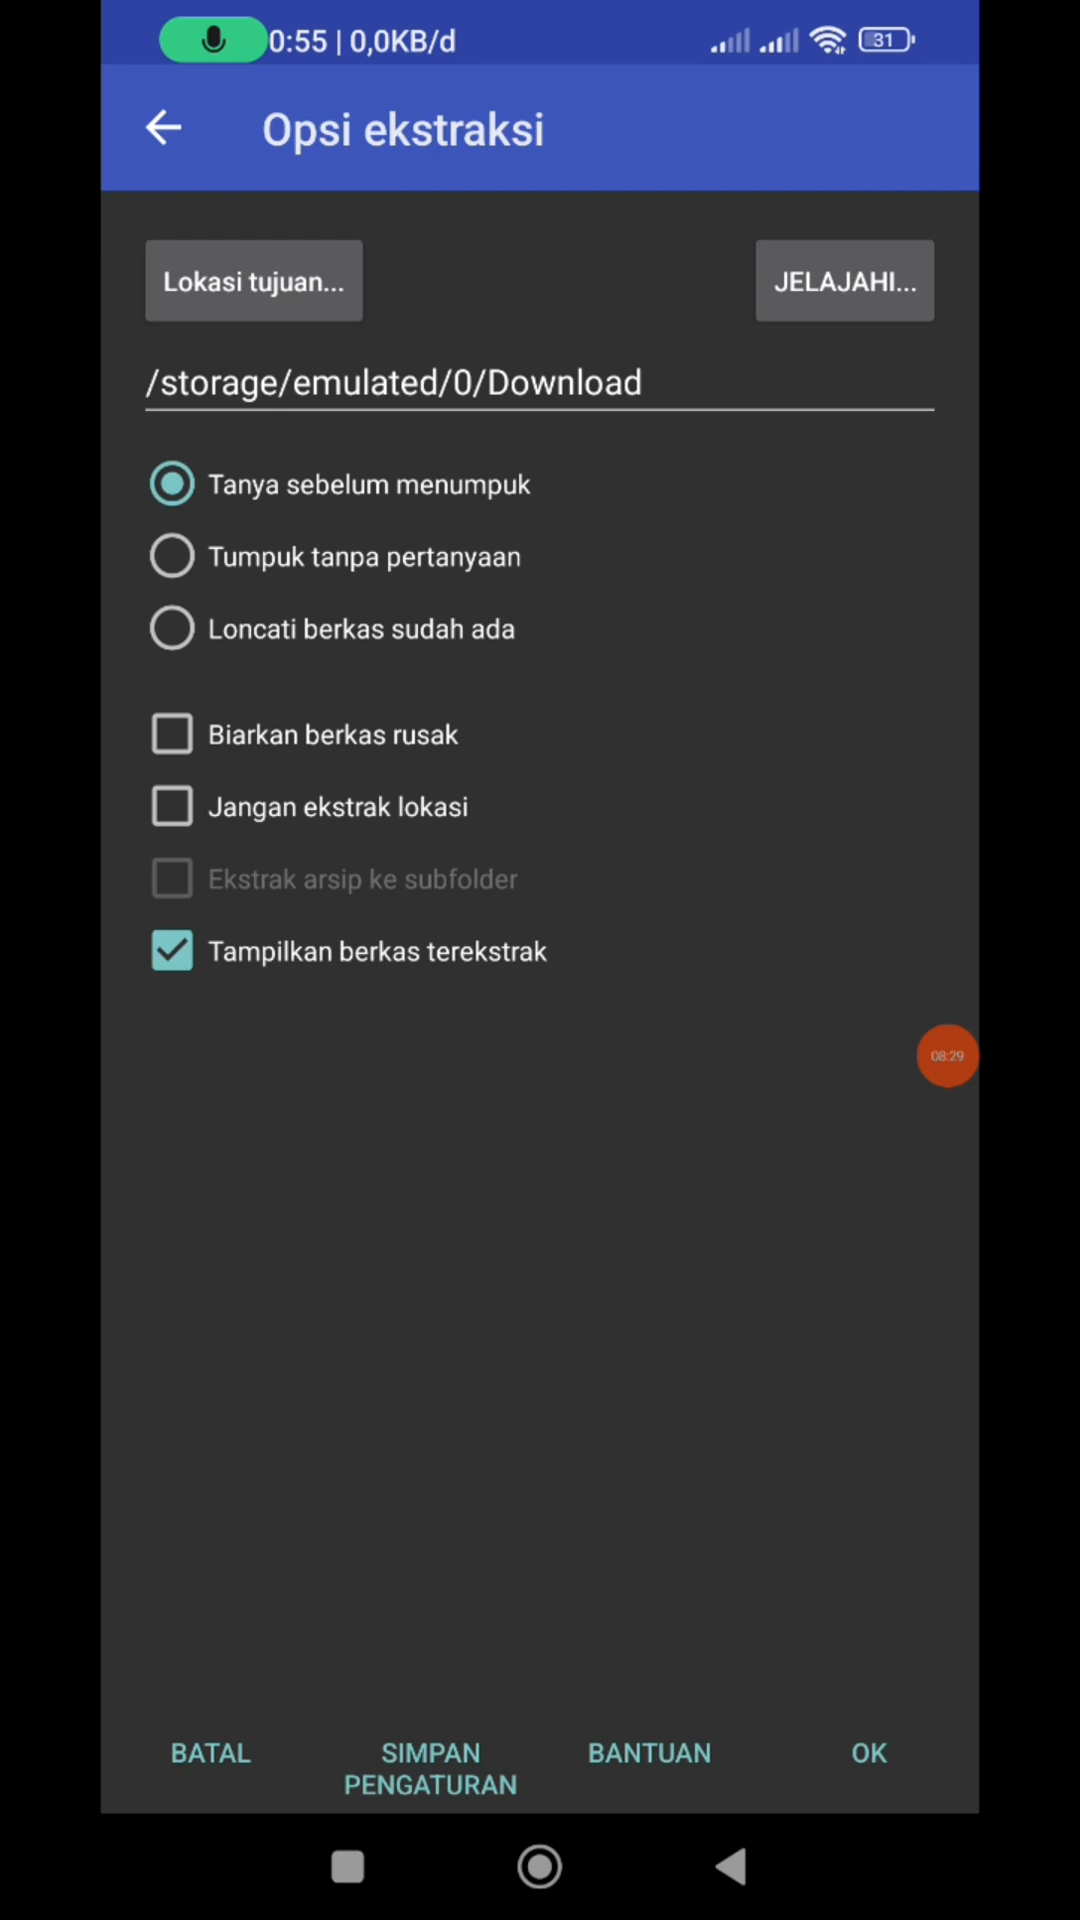 0:55 | 0,0KB/d
31
Opsi ekstraksi
Lokasi tujuan...
JELAJAHI...
/storage/emulated/0/Download
Tanya sebelum menumpuk
Tumpuk tanpa pertanyaan
Loncati berkas sudah ada
Biarkan berkas rusak
Jangan ekstrak lokasi
Ekstrak arsip ke subfolder
Tampilkan berkas terekstrak
08:29
BATAL
SIMPAN
PENGATURAN
BANTUAN
OK